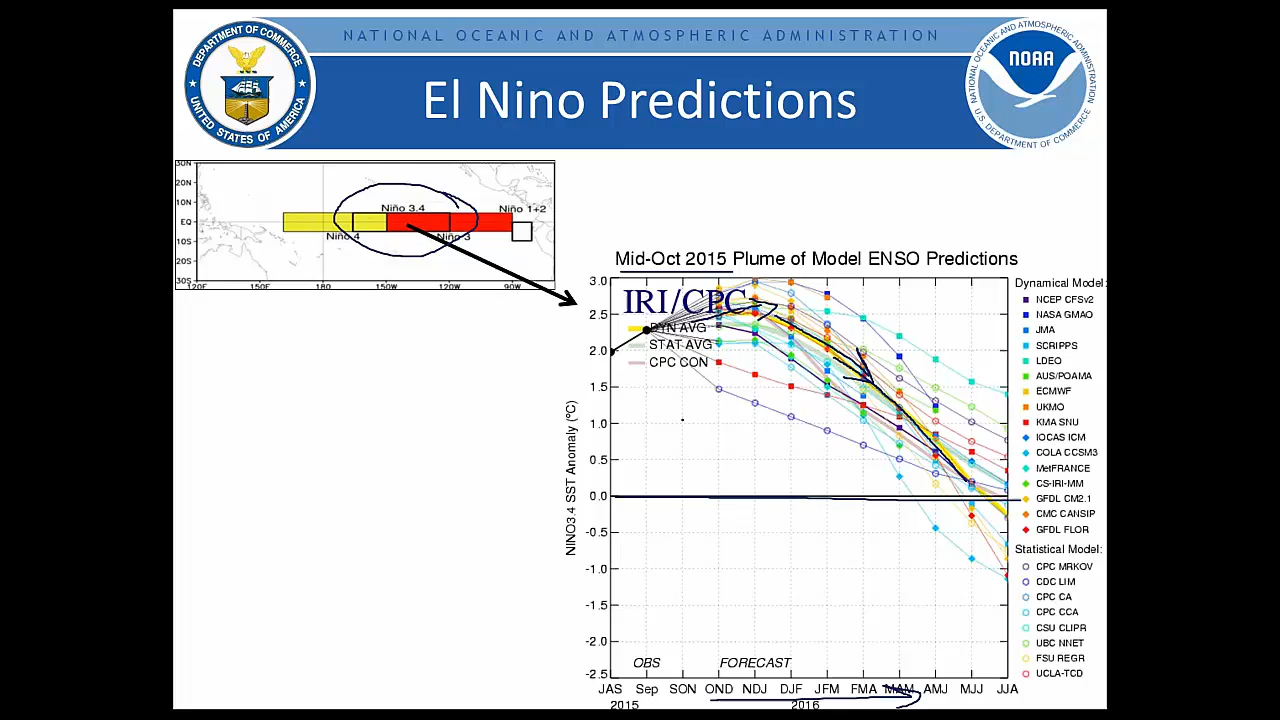 NATIONAL OCEANIC AND ATMOSPHERIC ADMINISTRATION
El Nino Predictions
DEPARTMENT OF COMMERCE
UNITED STATES OF AMERICA
NATIONAL OCEANIC AND ATMOSPHERIC ADMINISTRATION
U.S. DEPARTMENT OF COMMERCE
NOAA
30N
20N
10N
EQ
10S
20S
30S
Niño 3.4
Niño 1+2
Niño 4
Niño 3
120E 150E 180 150W 120W 90W
Mid-Oct 2015 Plume of Model ENSO Predictions
IRI/CPC
DYN AVG
STAT AVG
CPC CON
NINO3.4 SST Anomaly (ºC)
3.0
2.5
2.0
1.5
1.0
0.5
0.0
-0.5
-1.0
-1.5
-2.0
-2.5
OBS FORECAST
JAS Sep SON OND NDJ DJF JFM FMA MAM AMJ MJJ JJA
2015 2016
Dynamical Model:
NCEP CFSv2
NASA GMAO
JMA
SCRIPPS
LDEO
AUS/POAMA
ECMWF
UKMO
KMA SNU
IOCAS ICM
COLA CCSM3
MetFRANCE
CS-IRI-MM
GFDL CM2.1
CMC CANSIP
GFDL FLOR
Statistical Model:
CPC MRKOV
CDC LIM
CPC CA
CPC CCA
CSU CLIPR
UBC NNET
FSU REGR
UCLA-TCD